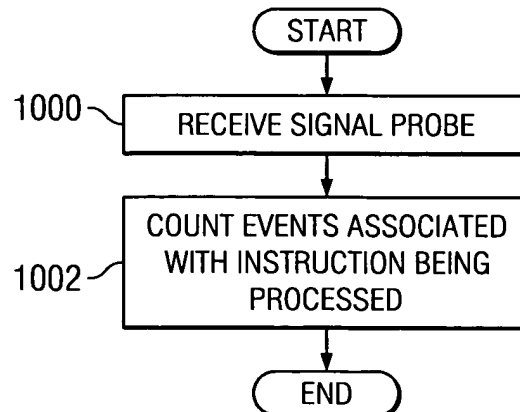 START
1000
RECEIVE SIGNAL PROBE
COUNT EVENTS ASSOCIATED
WITH INSTRUCTION BEING
PROCESSED
1002
END